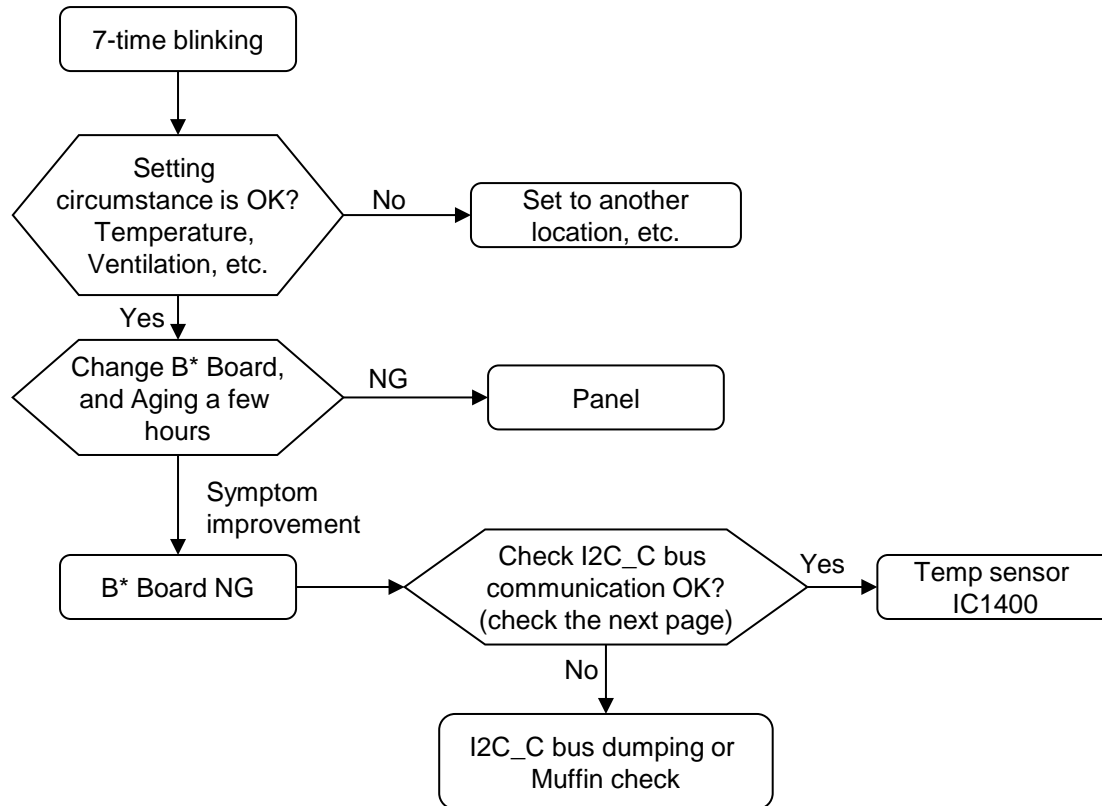 7-time blinking
Setting
circumstance is OK?
Temperature,
Ventilation, etc.
No
Set to another
location, etc.
Yes
Change B* Board,
and Aging a few
hours
NG
Panel
Symptom
improvement
B* Board NG
Check I2C_C bus
communication OK?
(check the next page)
Yes
Temp sensor
IC1400
No
I2C_C bus dumping or
Muffin check